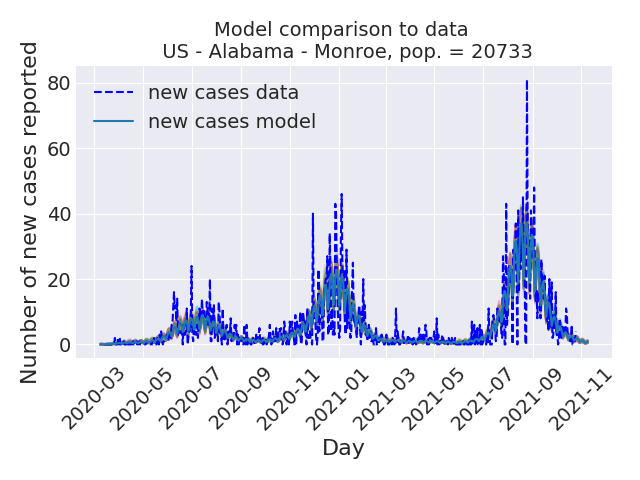 Model comparison to data
US - Alabama - Monroe, pop. = 20733
Number of new cases reported
80
60
40
20
0
new cases data
new cases model
2020-03
2020-05
2020-07
2020-09
2020-11
2021-01
2021-03
2021-05
2021-07
2021-09
2021-11
Day